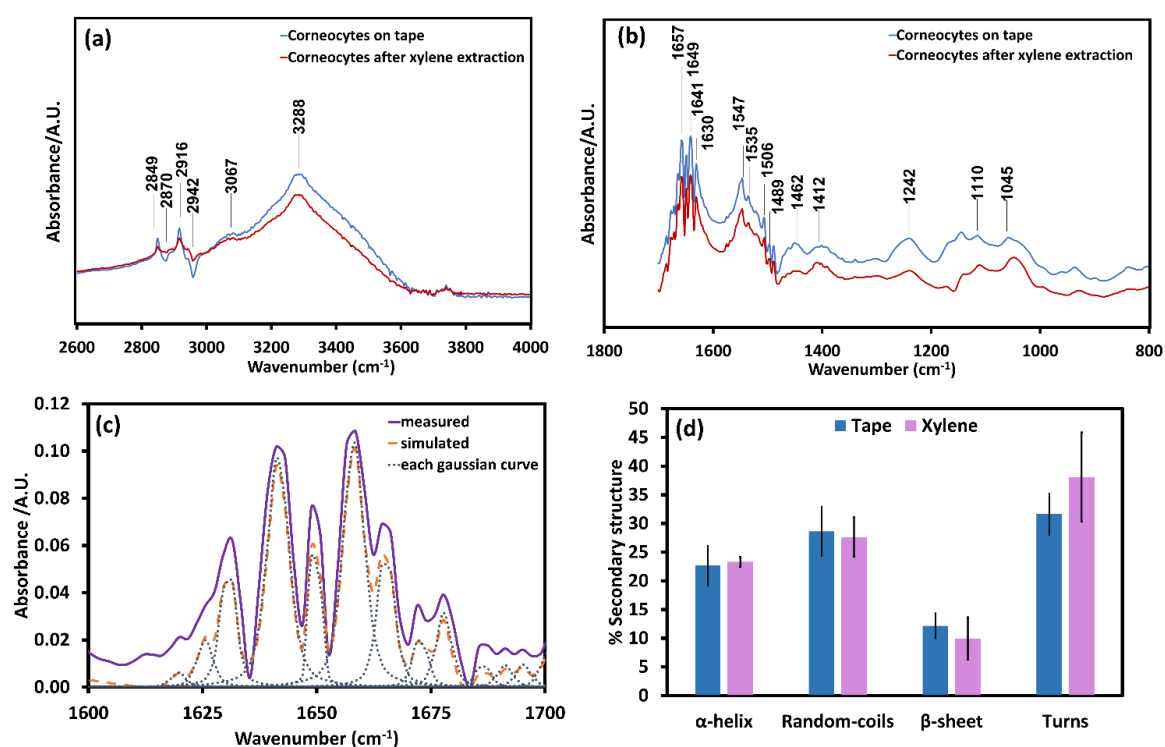 (a)
Corneocytes on tape
Corneocytes after xylene extraction
2849
2870
2916
2942
3067
3288
Absorbance/A.U.
2600 2800 3000 3200 3400 3600 3800 4000
Wavenumber (cm⁻¹)
(b)
Corneocytes on tape
Corneocytes after xylene extraction
1657
1649
1641
1630
1547
1535
1506
1489
1462
1412
1242
1110
1045
Absorbance/A.U.
1800 1600 1400 1200 1000 800
Wavenumber (cm⁻¹)
(c)
measured
simulated
each gaussian curve
Absorbance /A.U.
0.12
0.10
0.08
0.06
0.04
0.02
0.00
1600 1625 1650 1675 1700
Wavenumber (cm⁻¹)
(d)
Tape Xylene
% Secondary structure
50
45
40
35
30
25
20
15
10
5
0
α-helix Random-coils β-sheet Turns